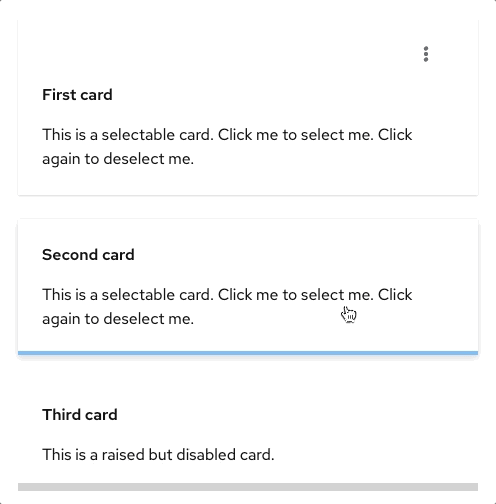 First card
This is a selectable card. Click me to select me. Click
again to deselect me.
Second card
This is a selectable card. Click me to select me. Click
again to deselect me.
Third card
This is a raised but disabled card.